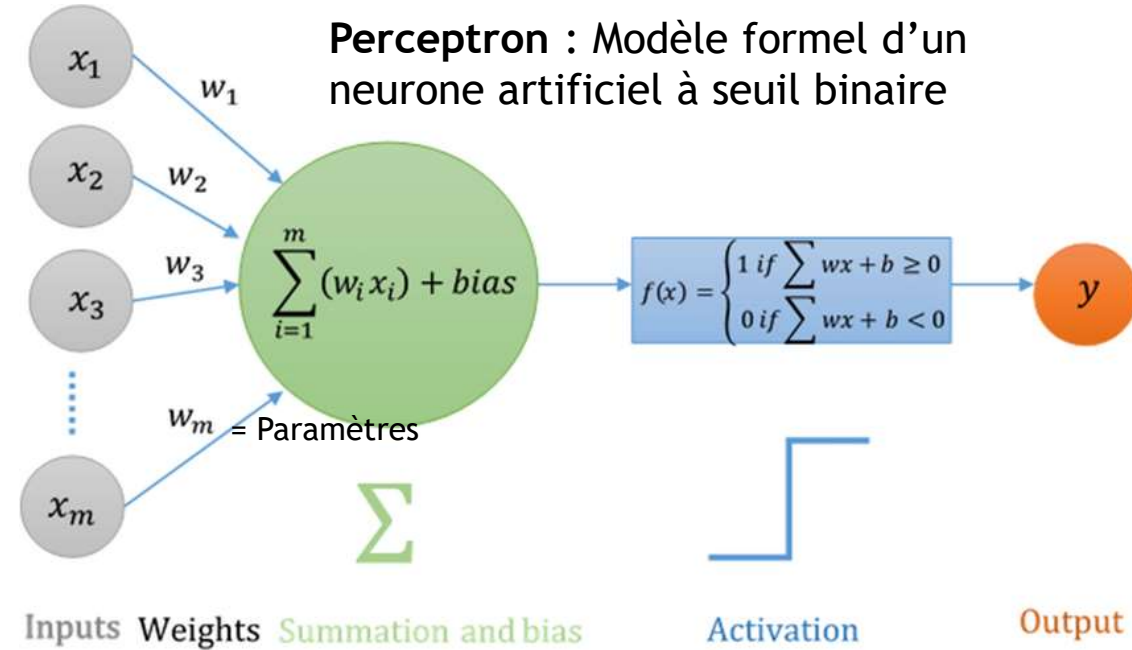 Perceptron : Modèle formel d’un
neurone artificiel à seuil binaire
x₁
w₁
x₂
w₂
x₃
w₃
xₘ
wₘ = Paramètres
m
∑(wᵢxᵢ) + bias
i=1
f(x) = {1 if ∑ wx + b ≥ 0
0 if ∑ wx + b < 0
y
∑
Inputs Weights Summation and bias Activation Output